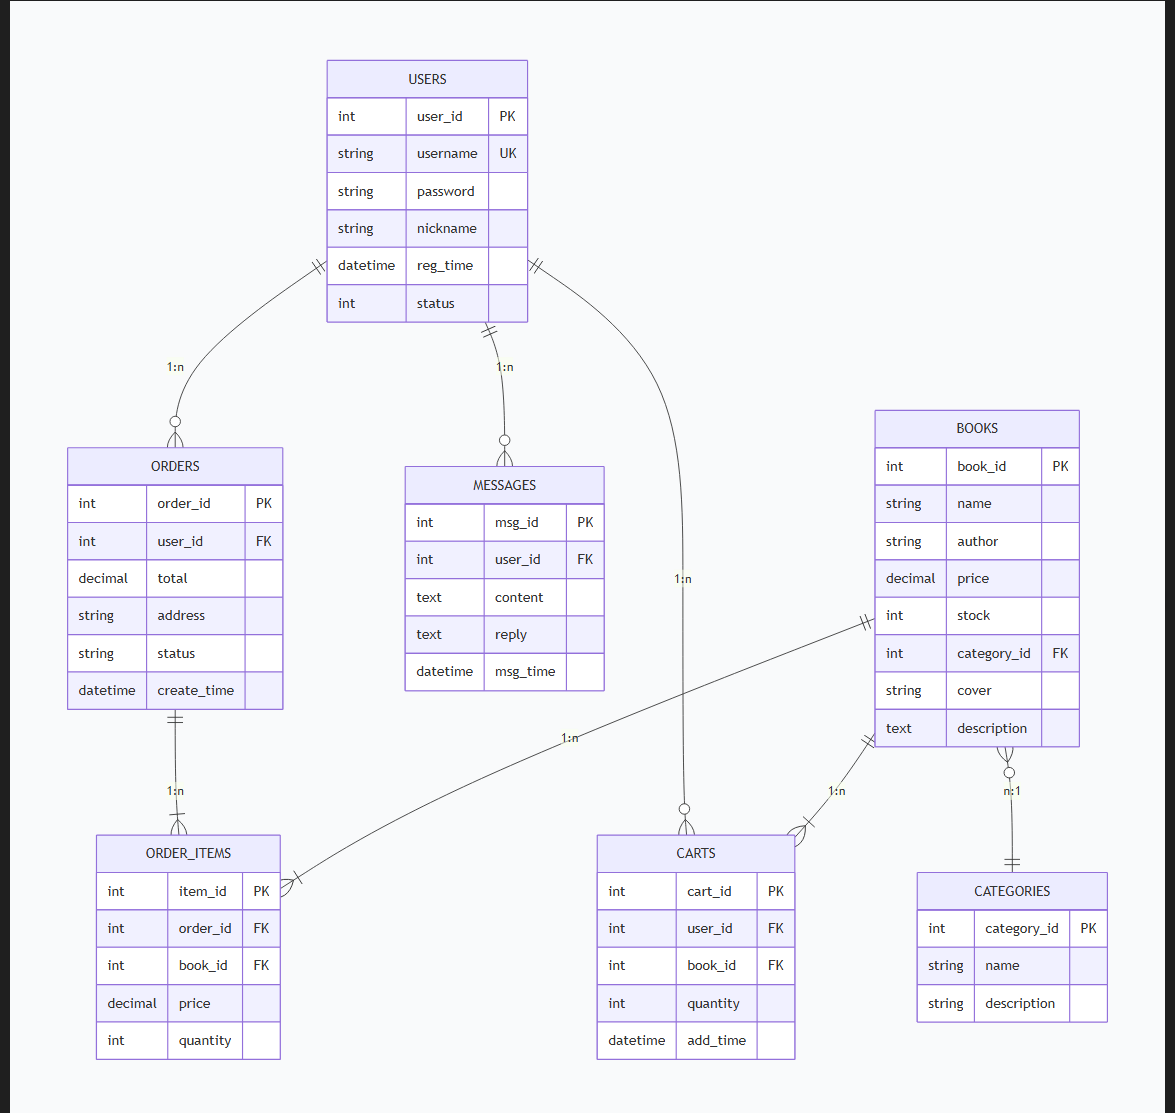 USERS
int user_id PK
string username UK
string password
string nickname
datetime reg_time
int status
1:n
1:n
1:n
1:n
1:n
1:n
n:1
ORDERS
int order_id PK
int user_id FK
decimal total
string address
string status
datetime create_time
MESSAGES
int msg_id PK
int user_id FK
text content
text reply
datetime msg_time
BOOKS
int book_id PK
string name
string author
decimal price
int stock
int category_id FK
string cover
text description
ORDER_ITEMS
int item_id PK
int order_id FK
int book_id FK
decimal price
int quantity
CARTS
int cart_id PK
int user_id FK
int book_id FK
int quantity
datetime add_time
CATEGORIES
int category_id PK
string name
string description